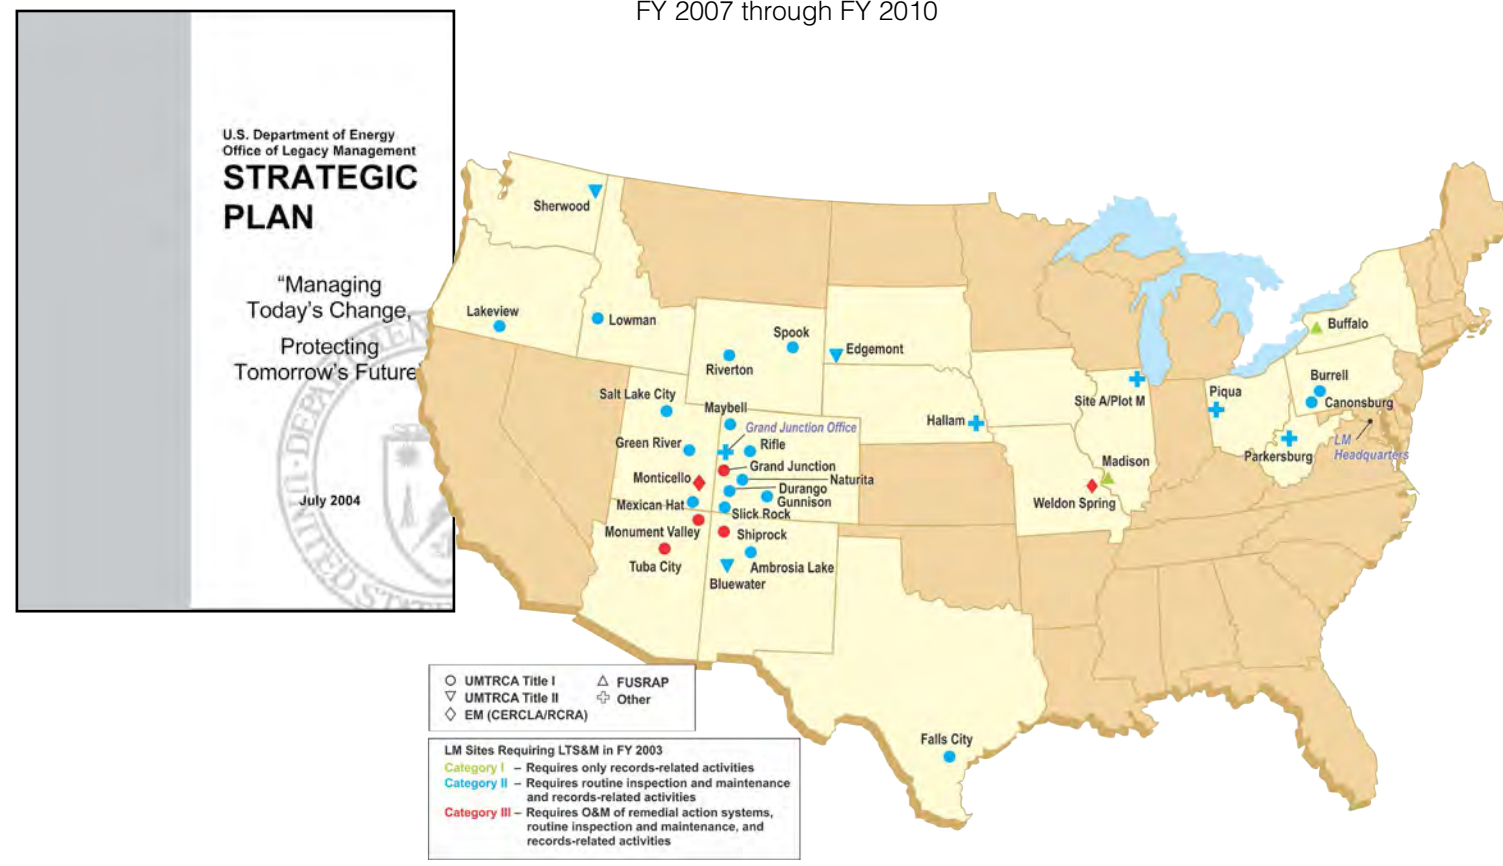 FY 2007 through FY 2010
U.S. Department of Energy
Office of Legacy Management
STRATEGIC
PLAN
“Managing
Today’s Change,
Protecting
Tomorrow’s Future”
July 2004
Sherwood
Lakeview
Lowman
Spook
Riverton
Edgemont
Salt Lake City
Maybell
Grand Junction Office
Green River
Rifle
Grand Junction
Monticello
Naturita
Durango
Gunnison
Mexican Hat
Slick Rock
Monument Valley
Shiprock
Tuba City
Ambrosia Lake
Bluewater
Hallam
Site A/Plot M
Madison
Weldon Spring
Falls City
Buffalo
Burrell
Canonsburg
Piqua
Parkersburg
LM
Headquarters
UMTRCA Title I
FUSRAP
UMTRCA Title II
Other
EM (CERCLA/RCRA)
LM Sites Requiring LTS&M in FY 2003
Category I – Requires only records-related activities
Category II – Requires routine inspection and maintenance
and records-related activities
Category III – Requires O&M of remedial action systems,
routine inspection and maintenance, and
records-related activities